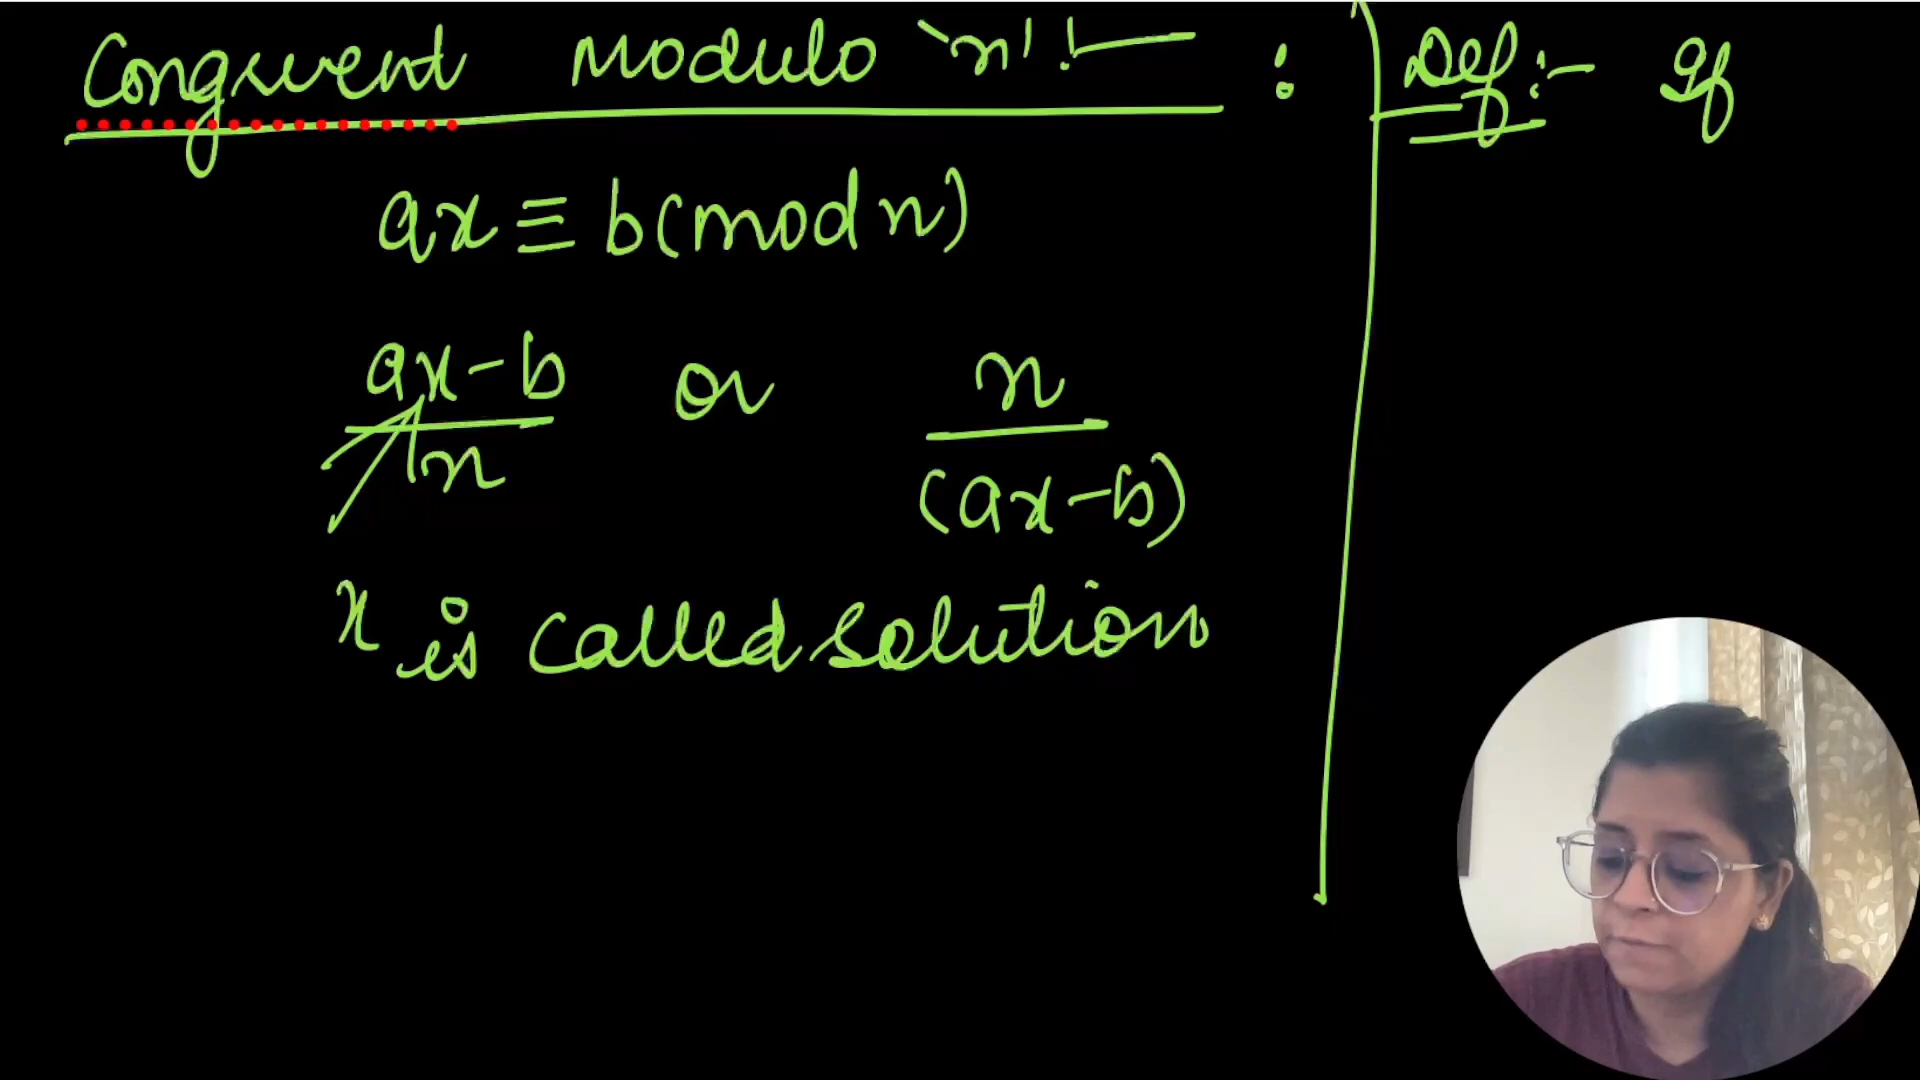 Congruent Modulo 'n' :- :
ax ≡ b(mod n)
ax-b
n
or
n
(ax-b)
x is called solution
Def :- If